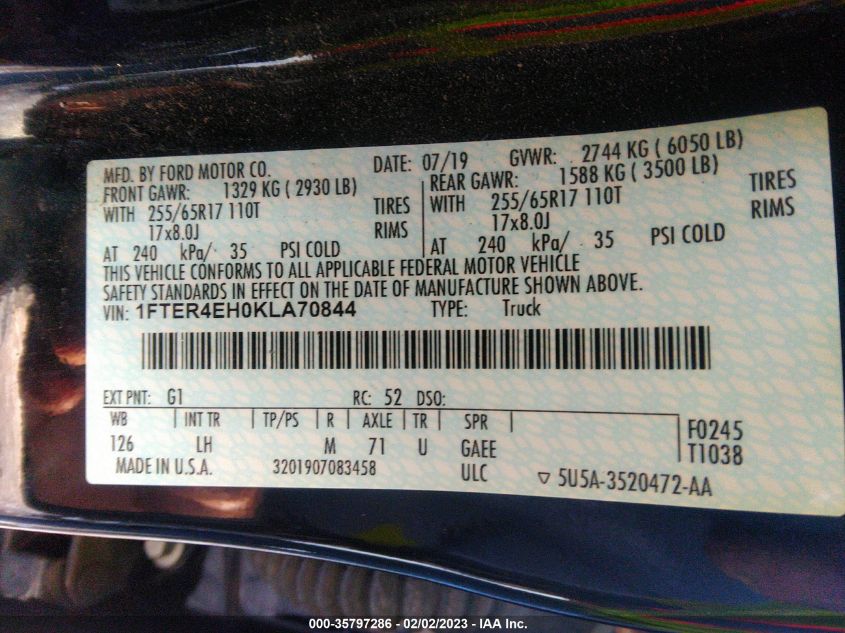 MFD. BY FORD MOTOR CO. DATE: 07/19 GVWR: 2744 KG ( 6050 LB)
FRONT GAWR: 1329 KG ( 2930 LB) REAR GAWR: 1588 KG ( 3500 LB)
WITH 255/65R17 110T TIRES WITH 255/65R17 110T TIRES
17x8.0J RIMS 17x8.0J RIMS
AT 240 kPa/ 35 PSI COLD AT 240 kPa/ 35 PSI COLD
THIS VEHICLE CONFORMS TO ALL APPLICABLE FEDERAL MOTOR VEHICLE
SAFETY STANDARDS IN EFFECT ON THE DATE OF MANUFACTURE SHOWN ABOVE.
VIN: 1FTER4EH0KLA70844 TYPE: Truck
EXT PNT: G1 RC: 52 DSO:
WB INT TR TP/PS R AXLE TR SPR F0245
126 LH M 71 U GAEE T1038
MADE IN U.S.A. 3201907083458 ULC ▽ 5U5A-3520472-AA
000-35797286 - 02/02/2023 - IAA Inc.